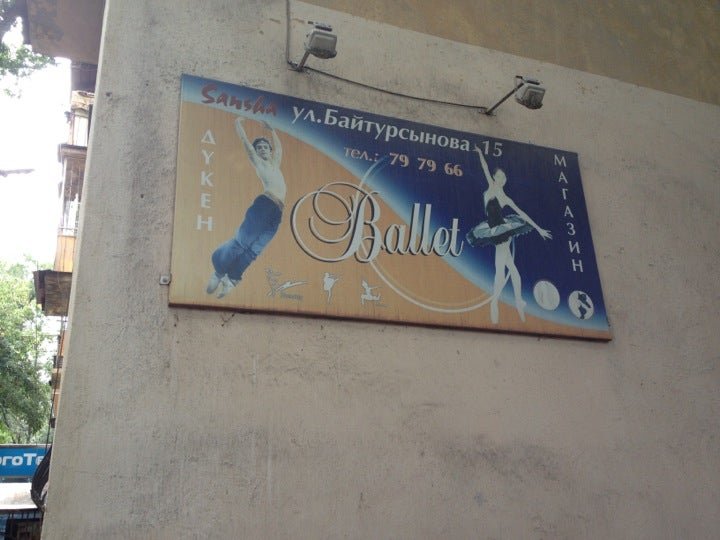 Sansha
ул.Байтурсынова 15
тел.: 79 79 66
ДҮКЕН
Ballet
МАГАЗИН